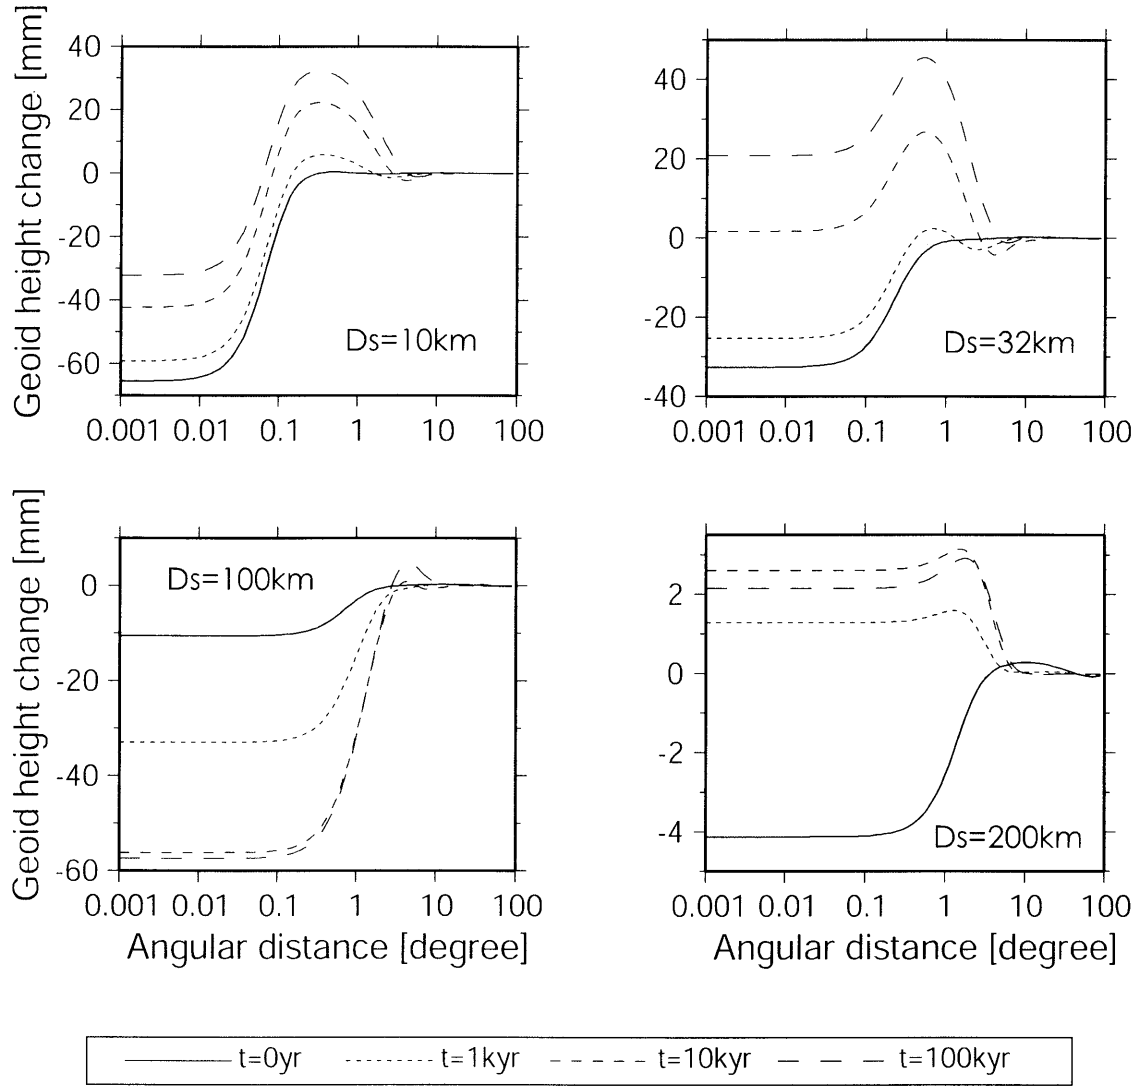 Geoid height change [mm]
40
20
0
-20
-40
-60
Ds=10km
0.001 0.01 0.1 1 10 100
40
20
0
-20
-40
Ds=32km
0.001 0.01 0.1 1 10 100
Geoid height change [mm]
0
-20
-40
-60
Ds=100km
0.001 0.01 0.1 1 10 100
Angular distance [degree]
2
0
-2
-4
Ds=200km
0.001 0.01 0.1 1 10 100
Angular distance [degree]
t=0yr t=1kyr t=10kyr t=100kyr